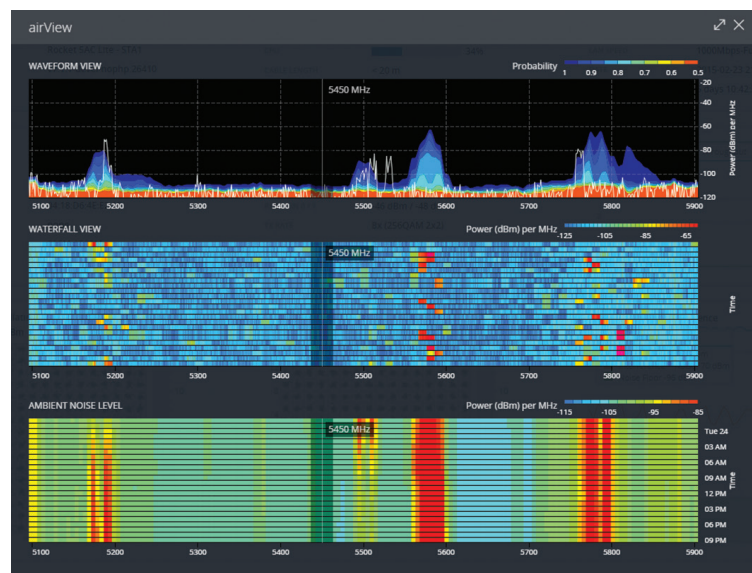 airView
WAVEFORM VIEW
Probability
1 0.9 0.8 0.7 0.6 0.5
5450 MHz
-20
-40
-60
-80
-100
-120
Power (dBm) per MHz
5100 5200 5300 5400 5500 5600 5700 5800 5900
WATERFALL VIEW
Power (dBm) per MHz
-125 -105 -85 -65
5450 MHz
Time
5100 5200 5300 5400 5500 5600 5700 5800 5900
AMBIENT NOISE LEVEL
Power (dBm) per MHz
-115 -105 -95 -85
5450 MHz
Tue 24
03 AM
06 AM
09 AM
12 PM
03 PM
06 PM
09 PM
Time
5100 5200 5300 5400 5500 5600 5700 5800 5900